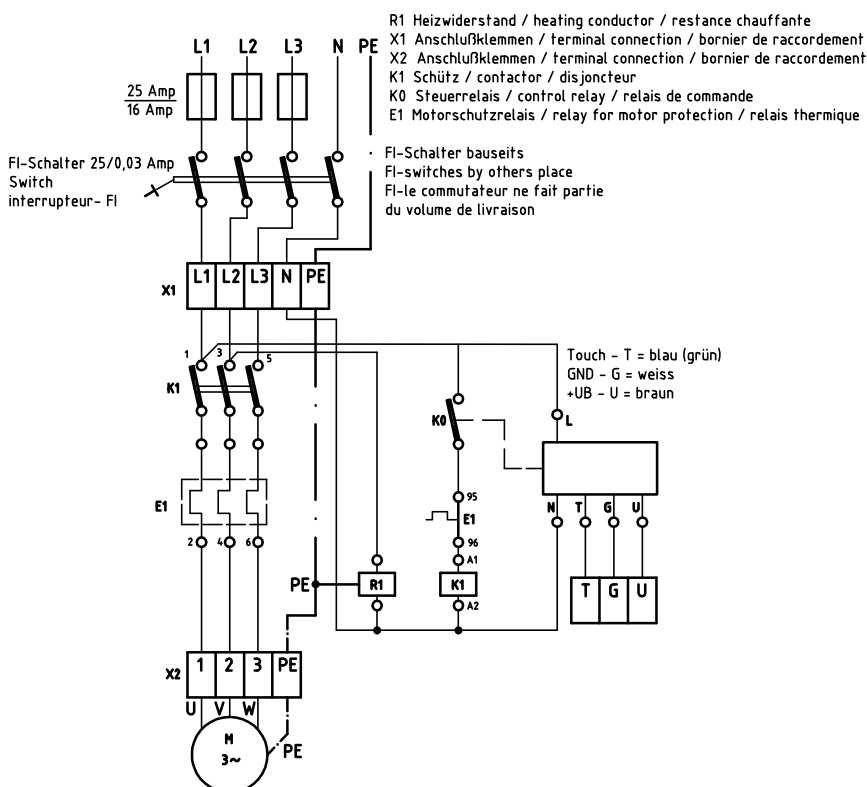 R1 Heizwiderstand / heating conductor / restance chauffante
X1 Anschlußklemmen / terminal connection / bornier de raccordement
X2 Anschlußklemmen / terminal connection / bornier de raccordement
K1 Schütz / contactor / disjoncteur
K0 Steuerrelais / control relay / relais de commande
E1 Motorschutzrelais / relay for motor protection / relais thermique
L1 L2 L3 N PE
25 Amp
16 Amp
FI-Schalter 25/0,03 Amp
Switch
interrupteur- FI
FI-Schalter bauseits
FI-switches by others place
FI-le commutateur ne fait partie
du volume de livraison
X1 L1 L2 L3 N PE
1 3 5
K1
Touch - T = blau (grün)
GND - G = weiss
+UB - U = braun
K0
L
E1
95
E1
96
N T G U
2 4 6
A1
PE R1 K1
A2
T G U
X2 1 2 3 PE
U V W
M
3~
PE